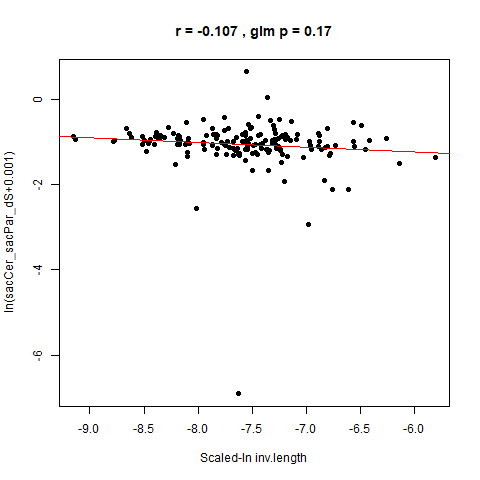 r = -0.107 , glm p = 0.17
0
-2
-4
-6
ln(sacCer_sacPar_dS+0.001)
-9.0 -8.5 -8.0 -7.5 -7.0 -6.5 -6.0
Scaled-ln inv.length